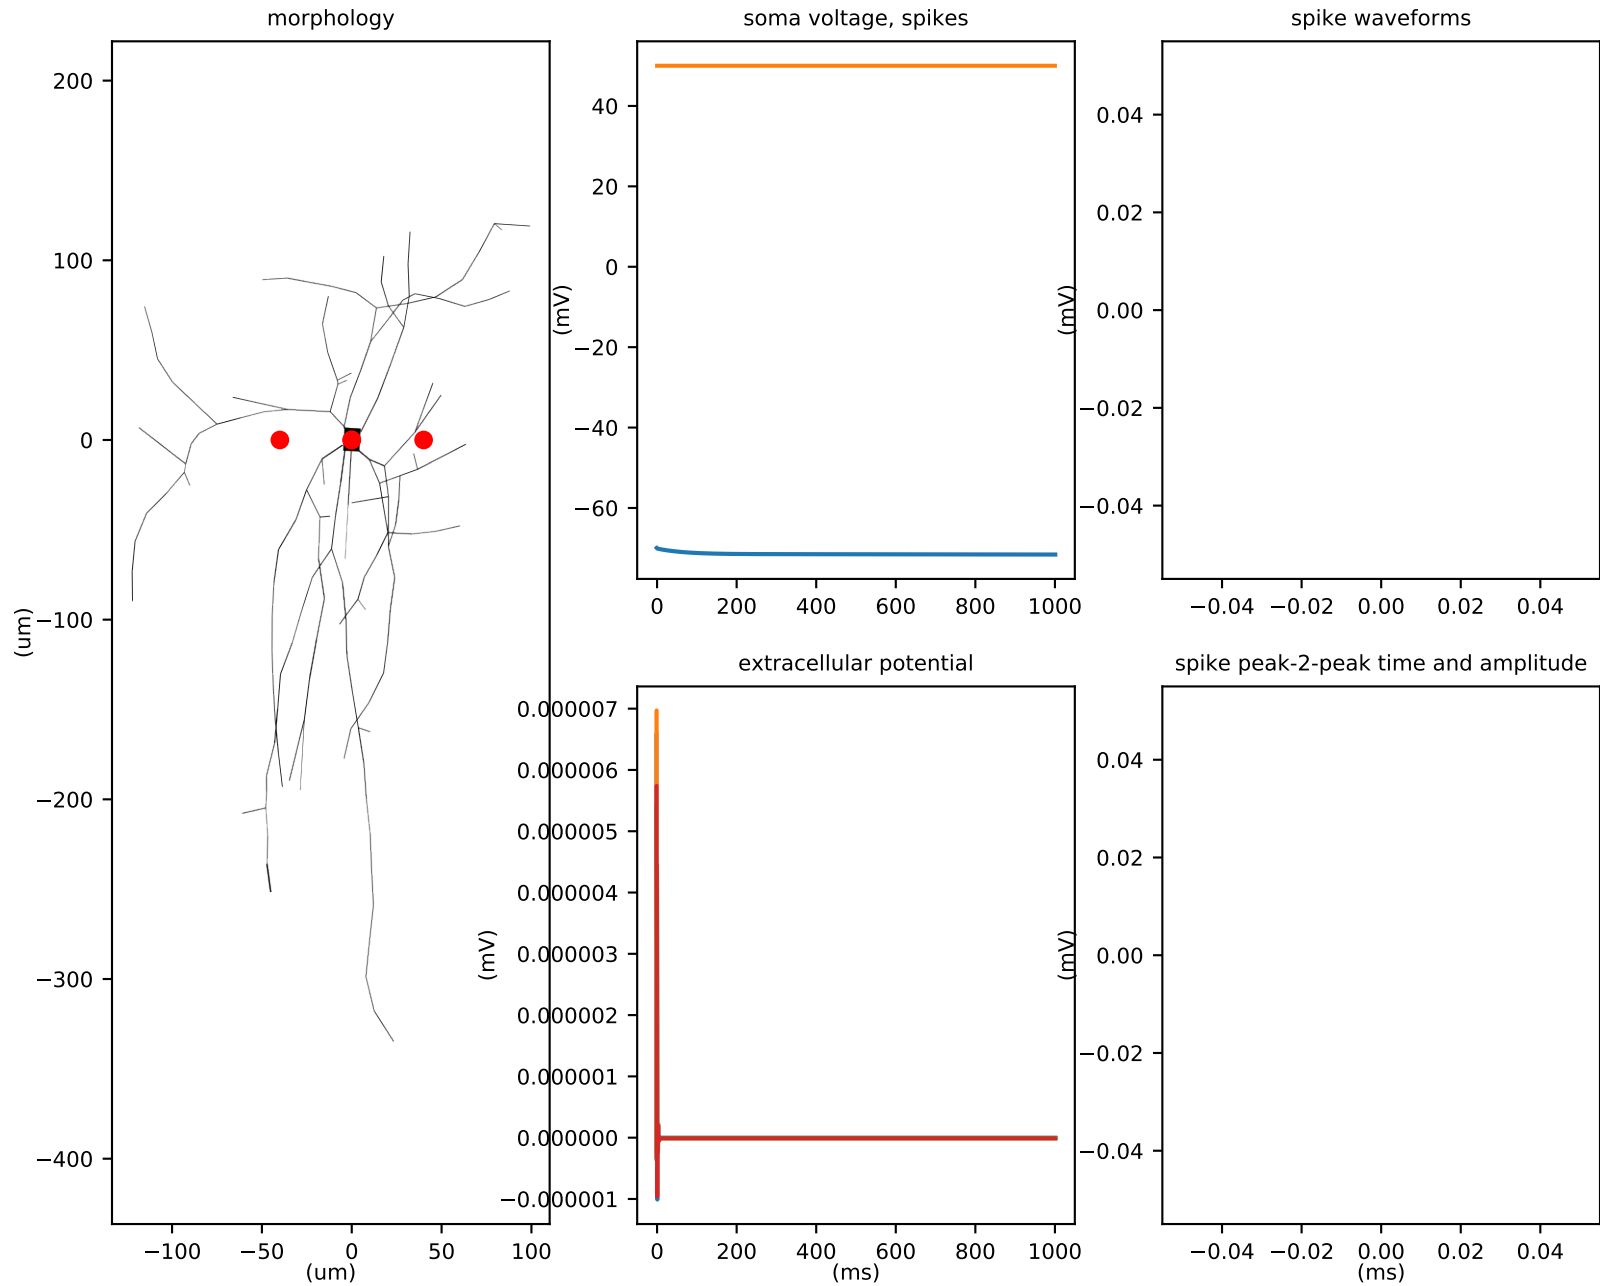 morphology
200
100
0
−100
−200
−300
−400
(um)
−100 −50 0 50 100
(um)
soma voltage, spikes
40
20
0
−20
−40
−60
(mV)
0 200 400 600 800 1000
spike waveforms
0.04
0.02
0.00
−0.02
−0.04
(mV)
−0.04 −0.02 0.00 0.02 0.04
extracellular potential
0.000007
0.000006
0.000005
0.000004
0.000003
0.000002
0.000001
0.000000
−0.000001
(mV)
0 200 400 600 800 1000
(ms)
spike peak-2-peak time and amplitude
0.04
0.02
0.00
−0.02
−0.04
(mV)
−0.04 −0.02 0.00 0.02 0.04
(ms)